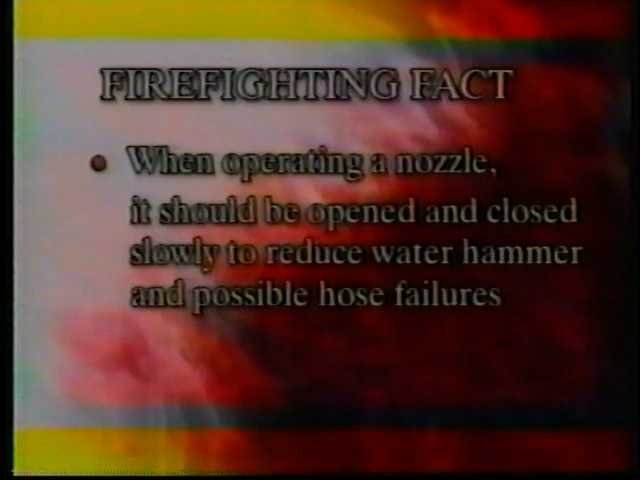 FIREFIGHTING FACT
• When operating a nozzle,
it should be opened and closed
slowly to reduce water hammer
and possible hose failures